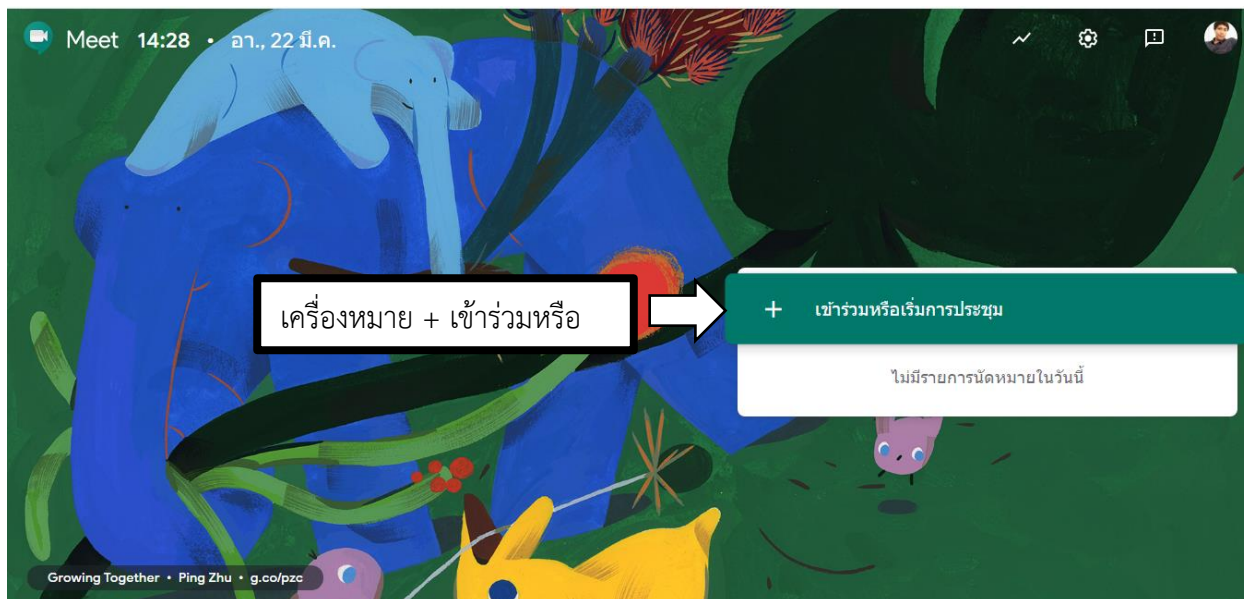 Meet 14:28 • อา., 22 มี.ค.
เครื่องหมาย + เข้าร่วมหรือ
+ เข้าร่วมหรือเริ่มการประชุม
ไม่มีรายการนัดหมายในวันนี้
Growing Together • Ping Zhu • g.co/pzc